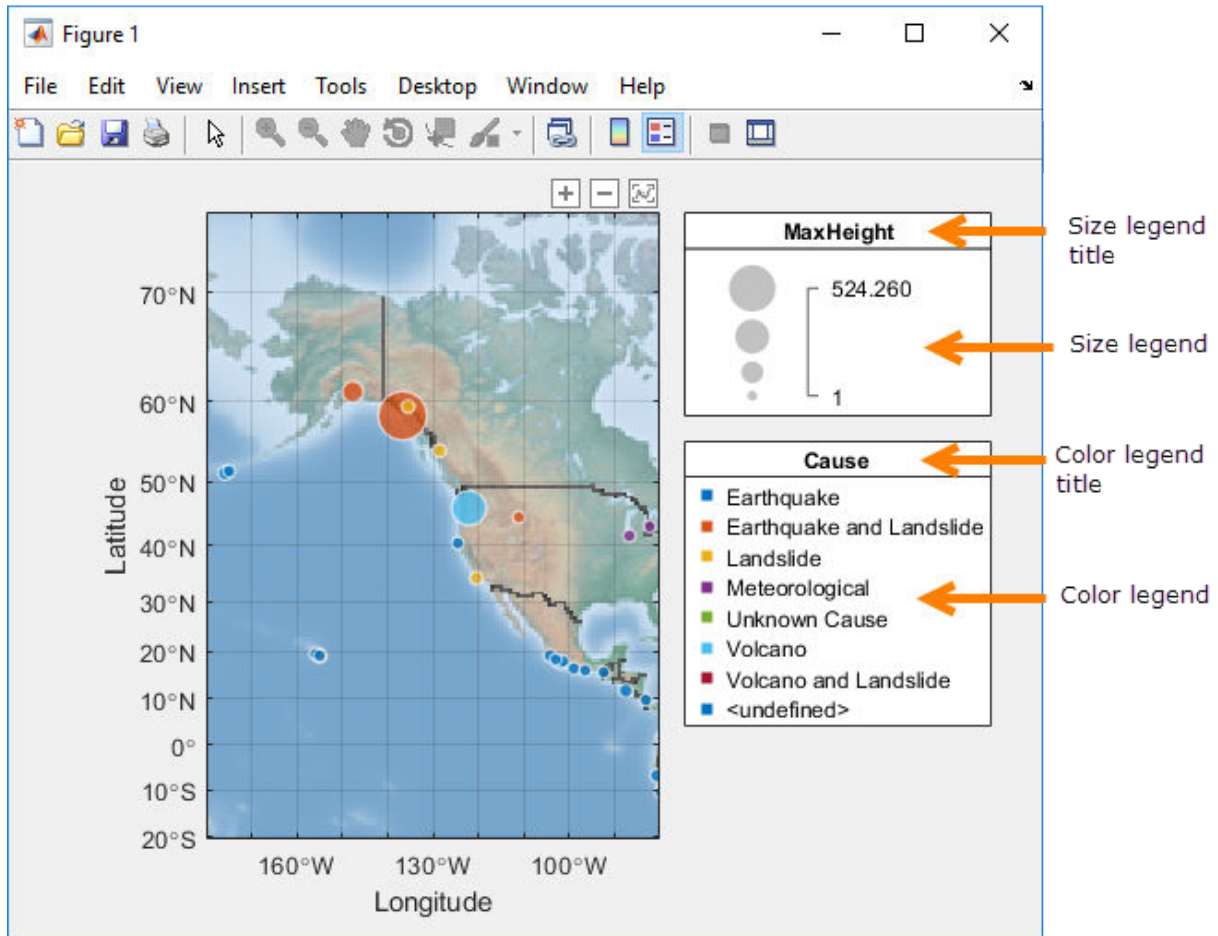 Figure 1
File Edit View Insert Tools Desktop Window Help
MaxHeight
524.260
1
Size legend
title
Size legend
Cause
Earthquake
Earthquake and Landslide
Landslide
Meteorological
Unknown Cause
Volcano
Volcano and Landslide
<undefined>
Color legend
title
Color legend
Latitude
70°N
60°N
50°N
40°N
30°N
20°N
10°N
0°
10°S
20°S
160°W 130°W 100°W
Longitude